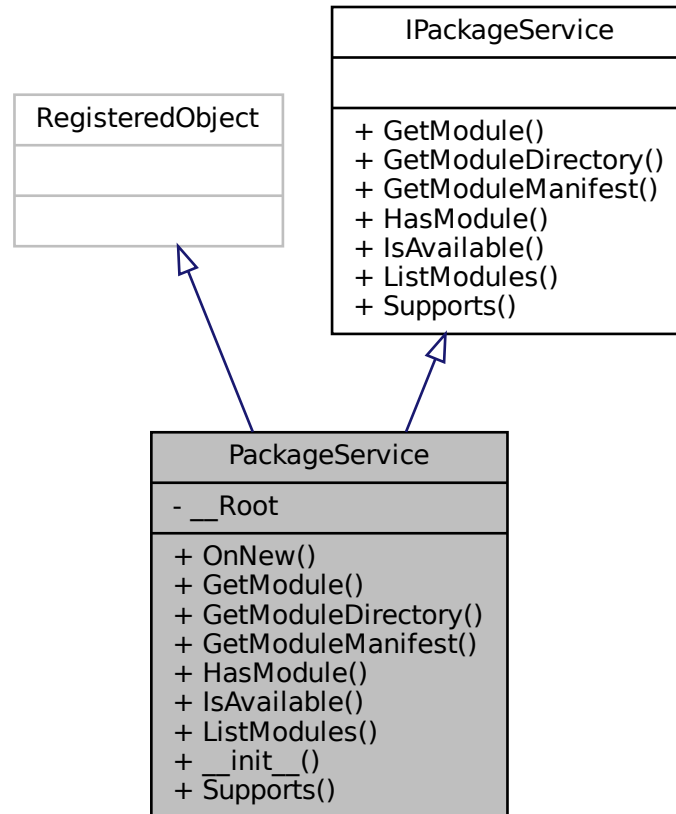 IPackageService
+ GetModule()
+ GetModuleDirectory()
+ GetModuleManifest()
+ HasModule()
+ IsAvailable()
+ ListModules()
+ Supports()
RegisteredObject
PackageService
- __Root
+ OnNew()
+ GetModule()
+ GetModuleDirectory()
+ GetModuleManifest()
+ HasModule()
+ IsAvailable()
+ ListModules()
+ __init__()
+ Supports()